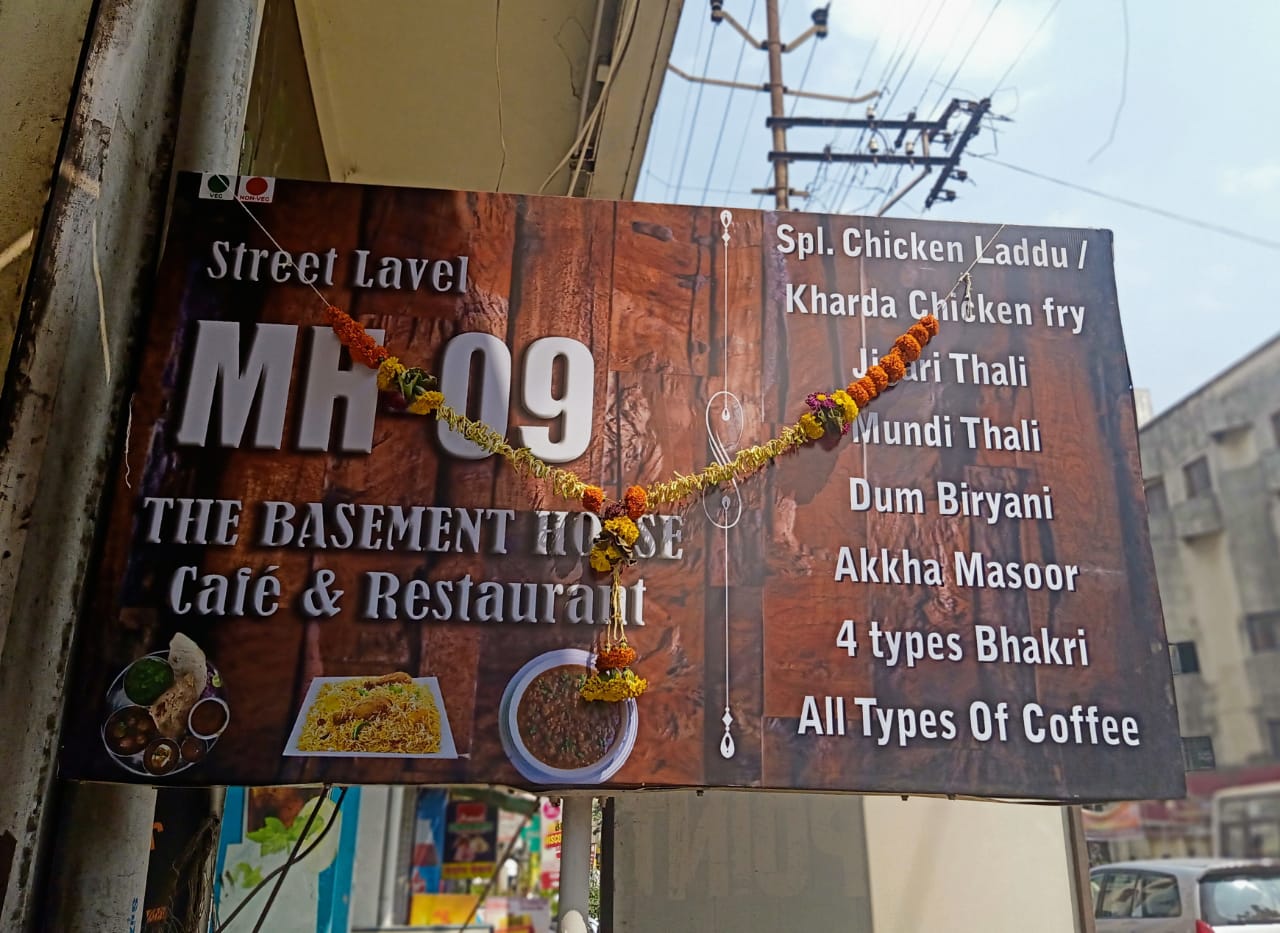 VEG NON-VEG
Street Lavel
MH 09
THE BASEMENT HOUSE
Café & Restaurant
Spl. Chicken Laddu /
Kharda Chicken fry
Thali
Mundi Thali
Dum Biryani
Akkha Masoor
4 types Bhakri
All Types Of Coffee